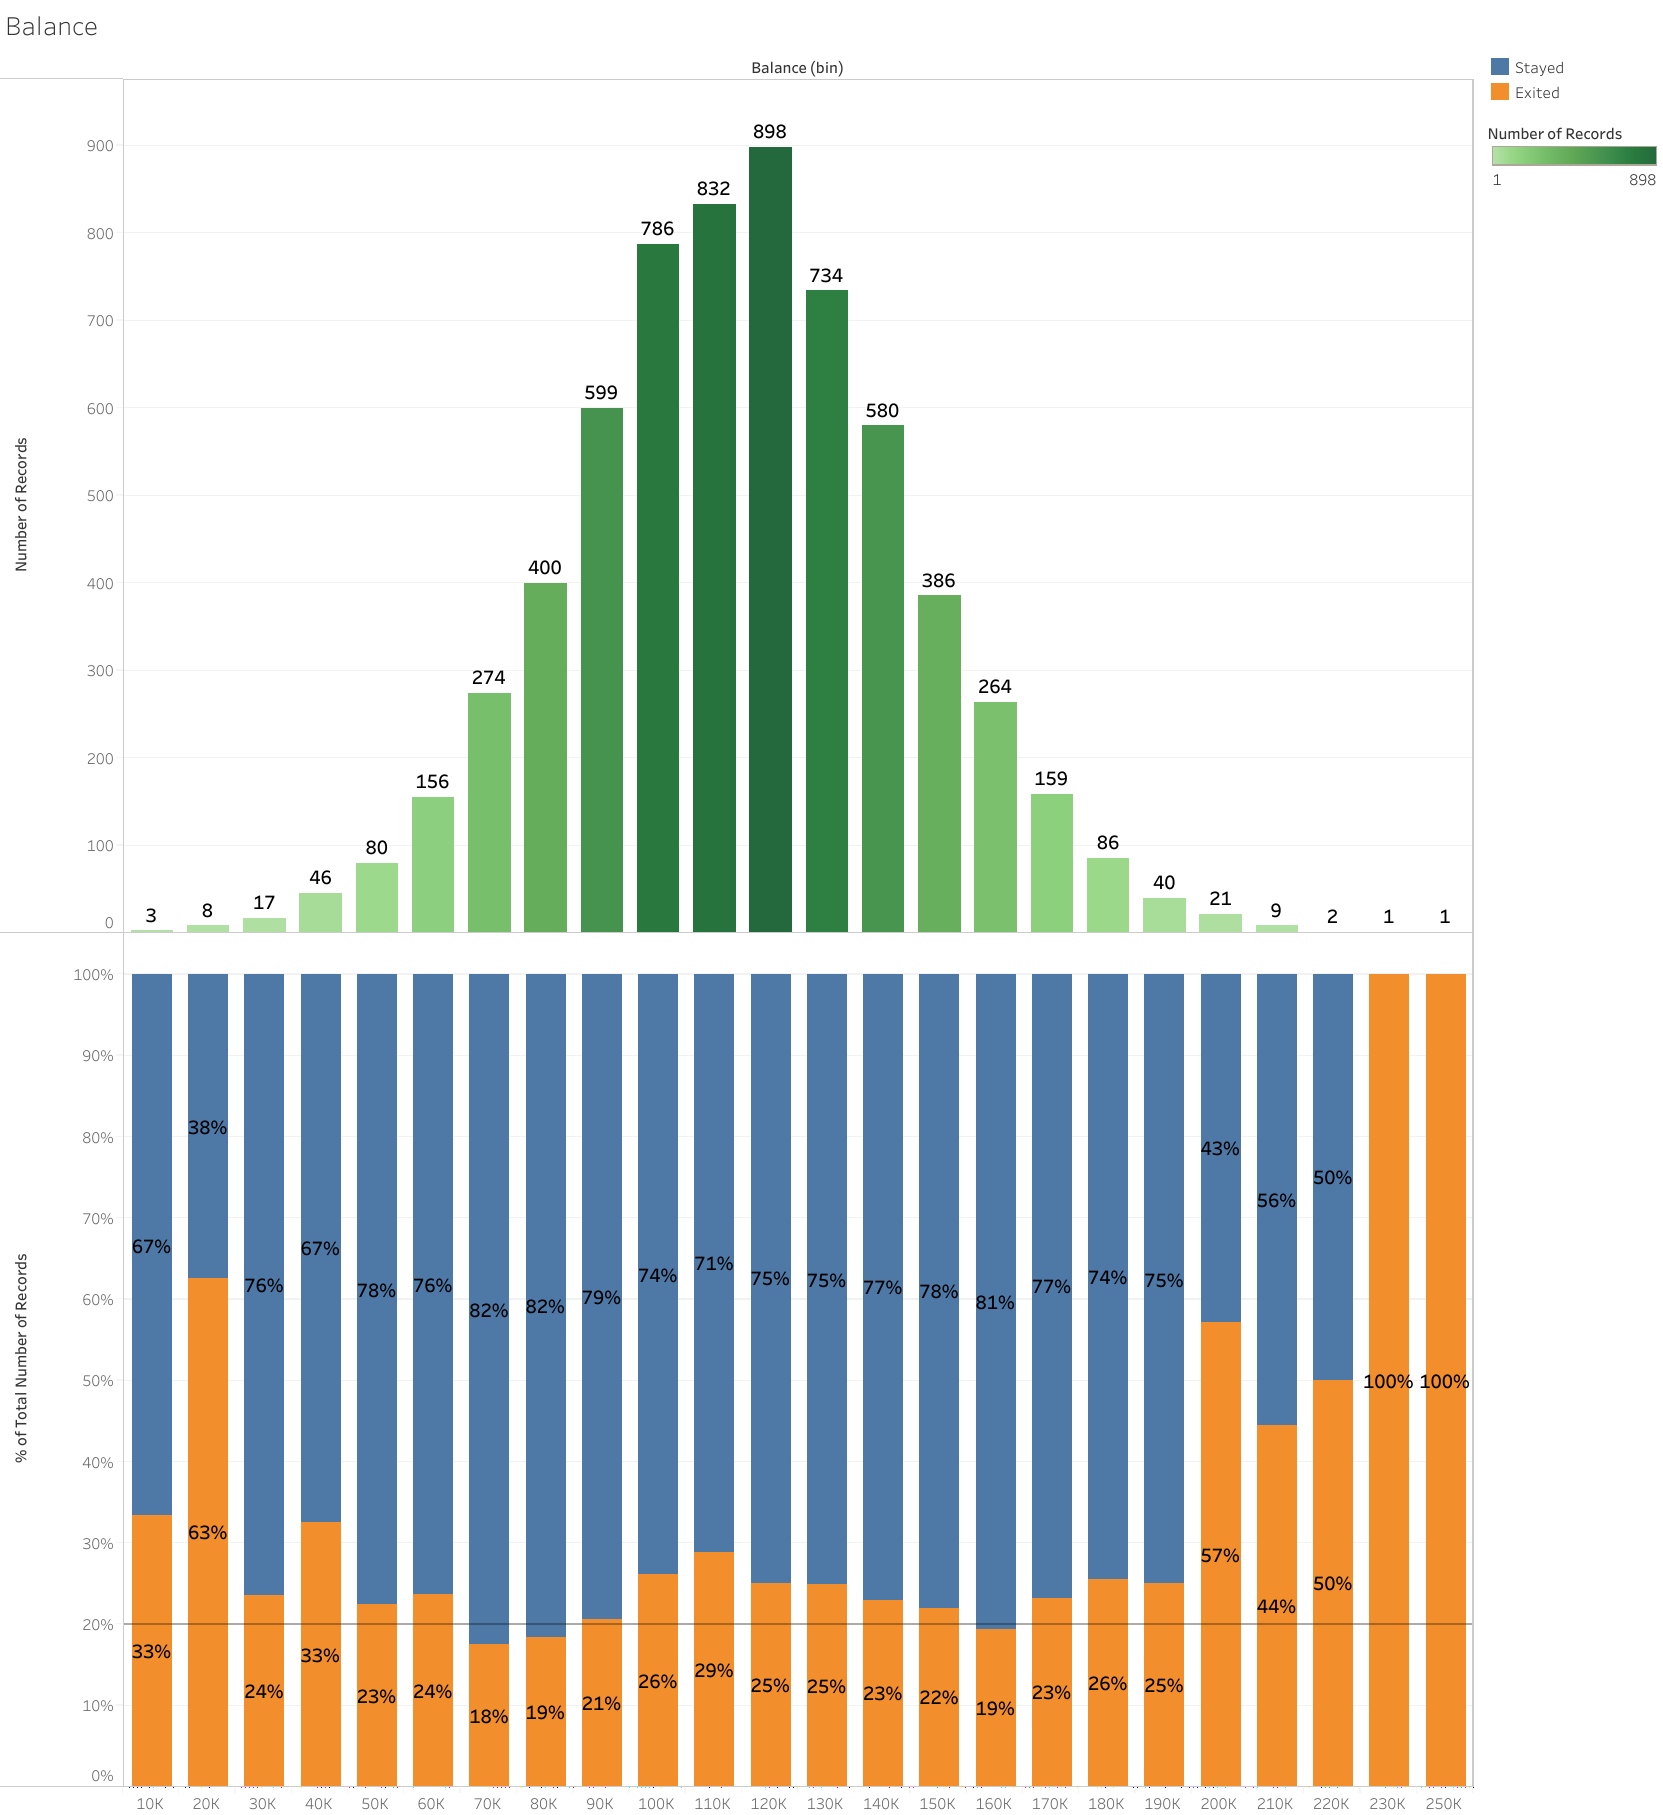 Balance
Balance (bin)
Stayed
Exited
Number of Records
1 898
Number of Records
900
800
700
600
500
400
300
200
100
0
3 8 17 46 80 156 274 400 599 786 832 898 734 580 386 264 159 86 40 21 9 2 1 1
% of Total Number of Records
100%
90%
80%
70%
60%
50%
40%
30%
20%
10%
0%
67% 38% 76% 67% 78% 76% 82% 82% 79% 74% 71% 75% 75% 77% 78% 81% 77% 74% 75% 43% 56% 50%
33% 63% 24% 33% 23% 24% 18% 19% 21% 26% 29% 25% 25% 23% 22% 19% 23% 26% 25% 57% 44% 50% 100% 100%
10K 20K 30K 40K 50K 60K 70K 80K 90K 100K 110K 120K 130K 140K 150K 160K 170K 180K 190K 200K 210K 220K 230K 250K